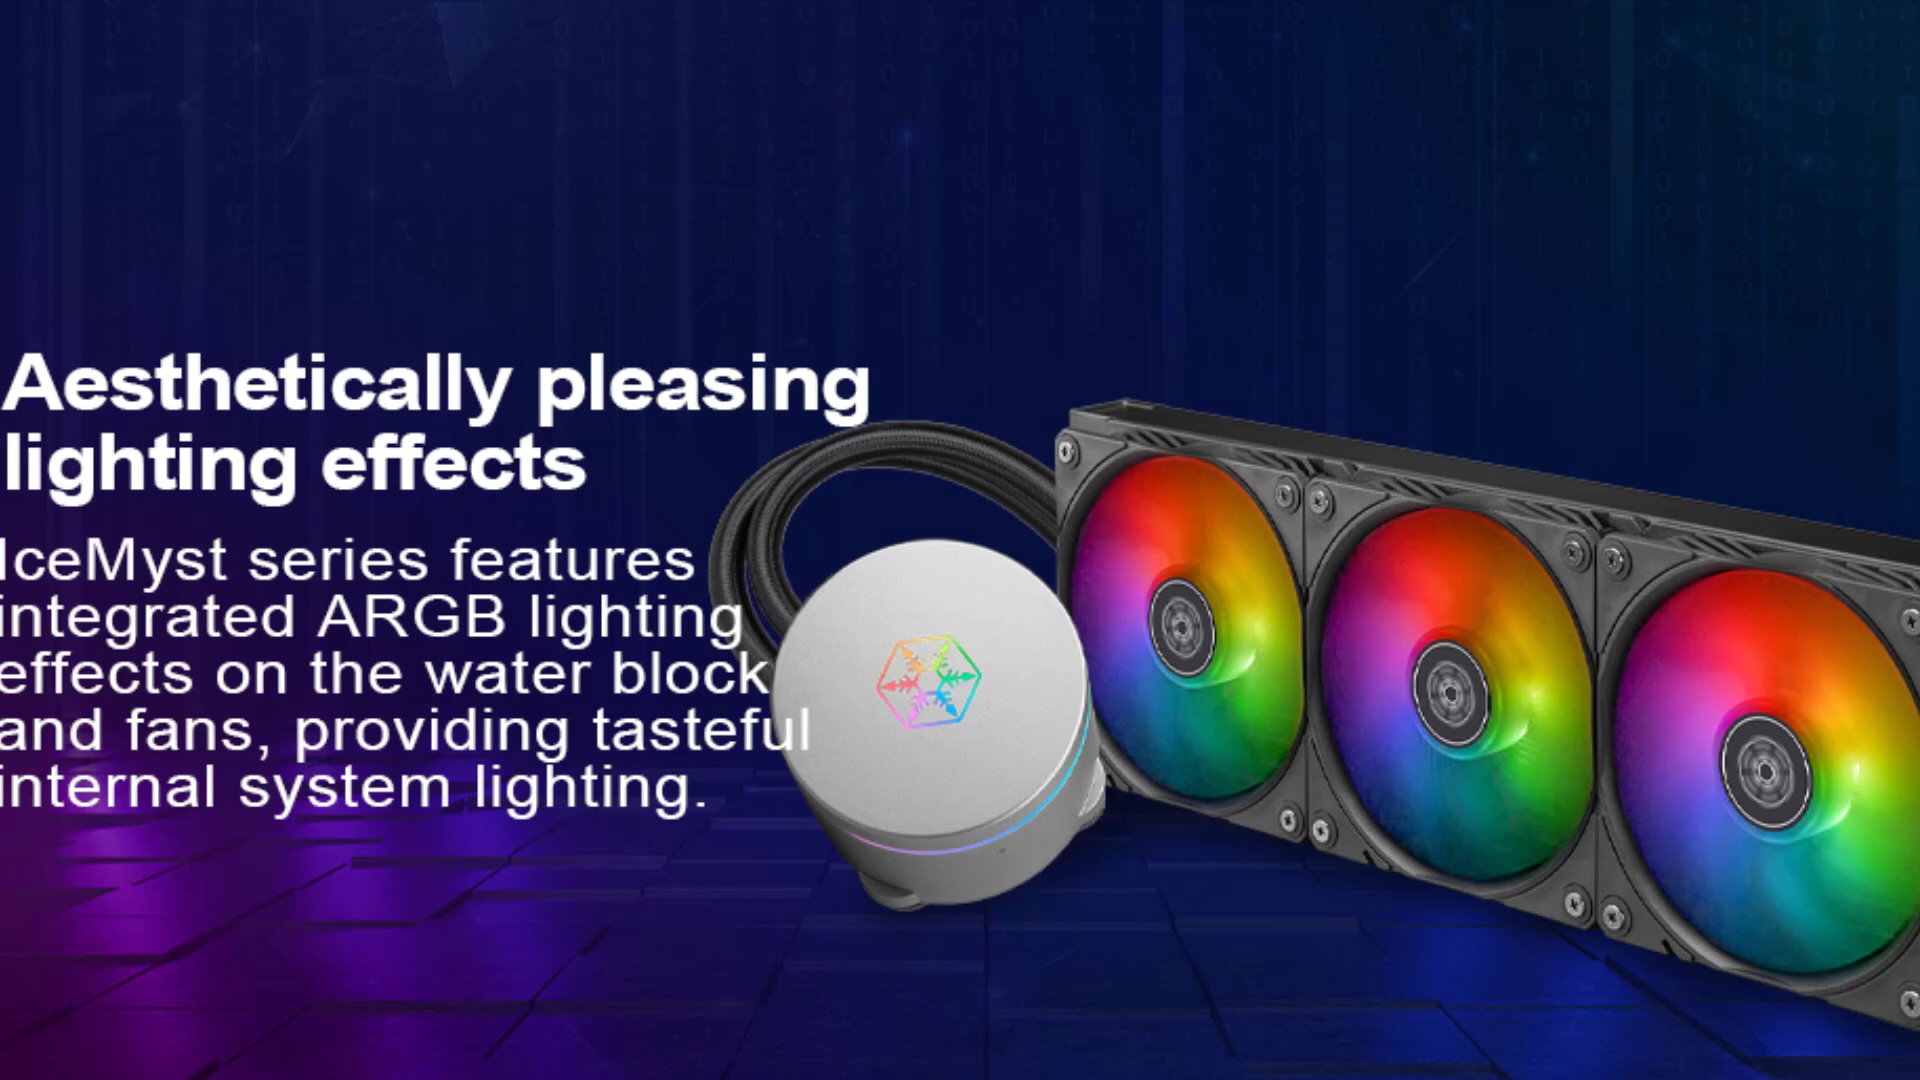 Aesthetically pleasing
lighting effects
IceMyst series features
integrated ARGB lighting
effects on the water block
and fans, providing tasteful
internal system lighting.